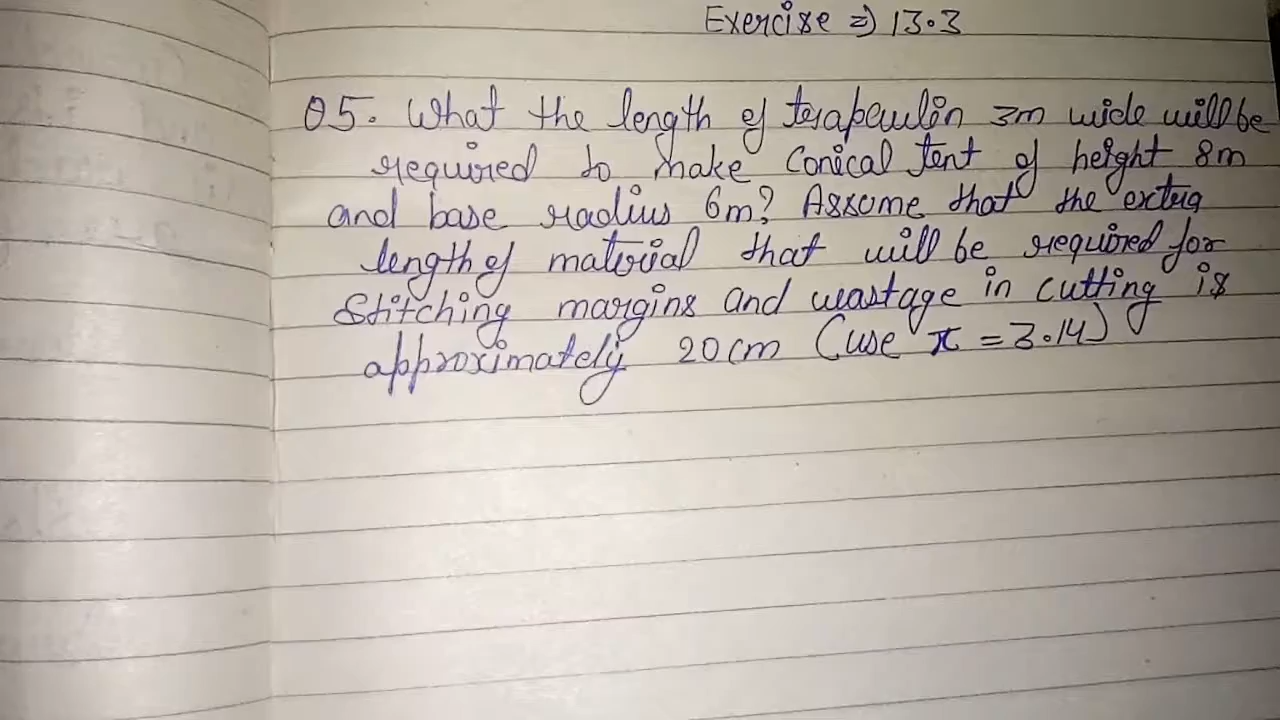 Exercise ⇒ 13.3
Q5. What the length of terapaulin 3m wide will be
required to make Conical tent of height 8m
and base radius 6m? Assume that the extra
length of material that will be required for
Stitching margins and wastage in cutting is
approximately 20cm (use π = 3.14)